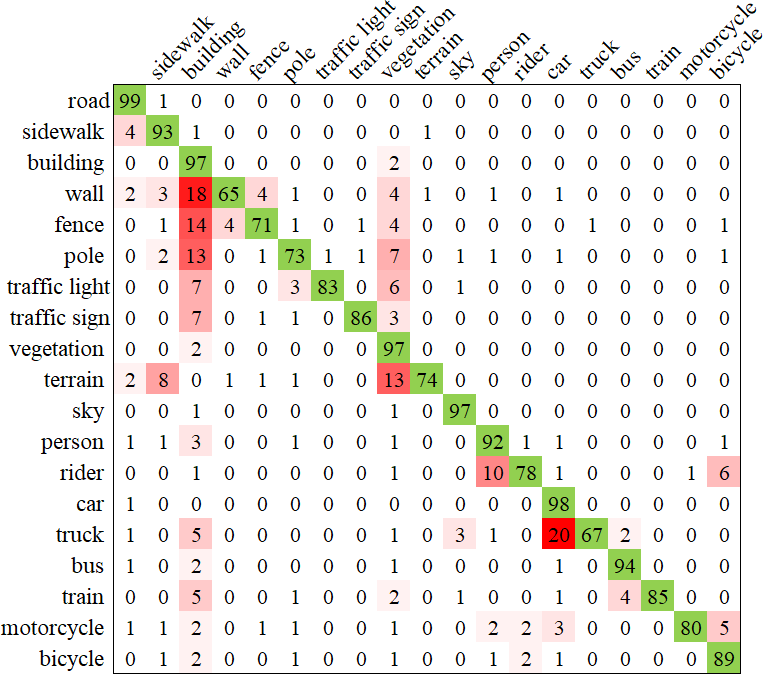 sidewalk building wall fence pole traffic light traffic sign vegetation terrain sky person rider car truck bus train motorcycle bicycle
road 99 1 0 0 0 0 0 0 0 0 0 0 0 0 0 0 0 0 0
sidewalk 4 93 1 0 0 0 0 0 0 1 0 0 0 0 0 0 0 0 0
building 0 0 97 0 0 0 0 0 2 0 0 0 0 0 0 0 0 0 0
wall 2 3 18 65 4 1 0 0 4 1 0 1 0 1 0 0 0 0 0
fence 0 1 14 4 71 1 0 1 4 0 0 0 0 0 1 0 0 0 1
pole 0 2 13 0 1 73 1 1 7 0 1 1 0 1 0 0 0 0 1
traffic light 0 0 7 0 0 3 83 0 6 0 1 0 0 0 0 0 0 0 0
traffic sign 0 0 7 0 1 1 0 86 3 0 0 0 0 0 0 0 0 0 0
vegetation 0 0 2 0 0 0 0 0 97 0 0 0 0 0 0 0 0 0 0
terrain 2 8 0 1 1 1 0 0 13 74 0 0 0 0 0 0 0 0 0
sky 0 0 1 0 0 0 0 0 1 0 97 0 0 0 0 0 0 0 0
person 1 1 3 0 0 1 0 0 1 0 0 92 1 1 0 0 0 0 1
rider 0 0 1 0 0 0 0 0 1 0 0 10 78 1 0 0 0 1 6
car 1 0 0 0 0 0 0 0 0 0 0 0 0 98 0 0 0 0 0
truck 1 0 5 0 0 0 0 0 1 0 3 1 0 20 67 2 0 0 0
bus 1 0 2 0 0 0 0 0 1 0 0 0 0 1 0 94 0 0 0
train 0 0 5 0 0 1 0 0 2 0 1 0 0 1 0 4 85 0 0
motorcycle 1 1 2 0 1 1 0 0 1 0 0 2 2 3 0 0 0 80 5
bicycle 0 1 2 0 0 1 0 0 1 0 0 1 2 1 0 0 0 0 89